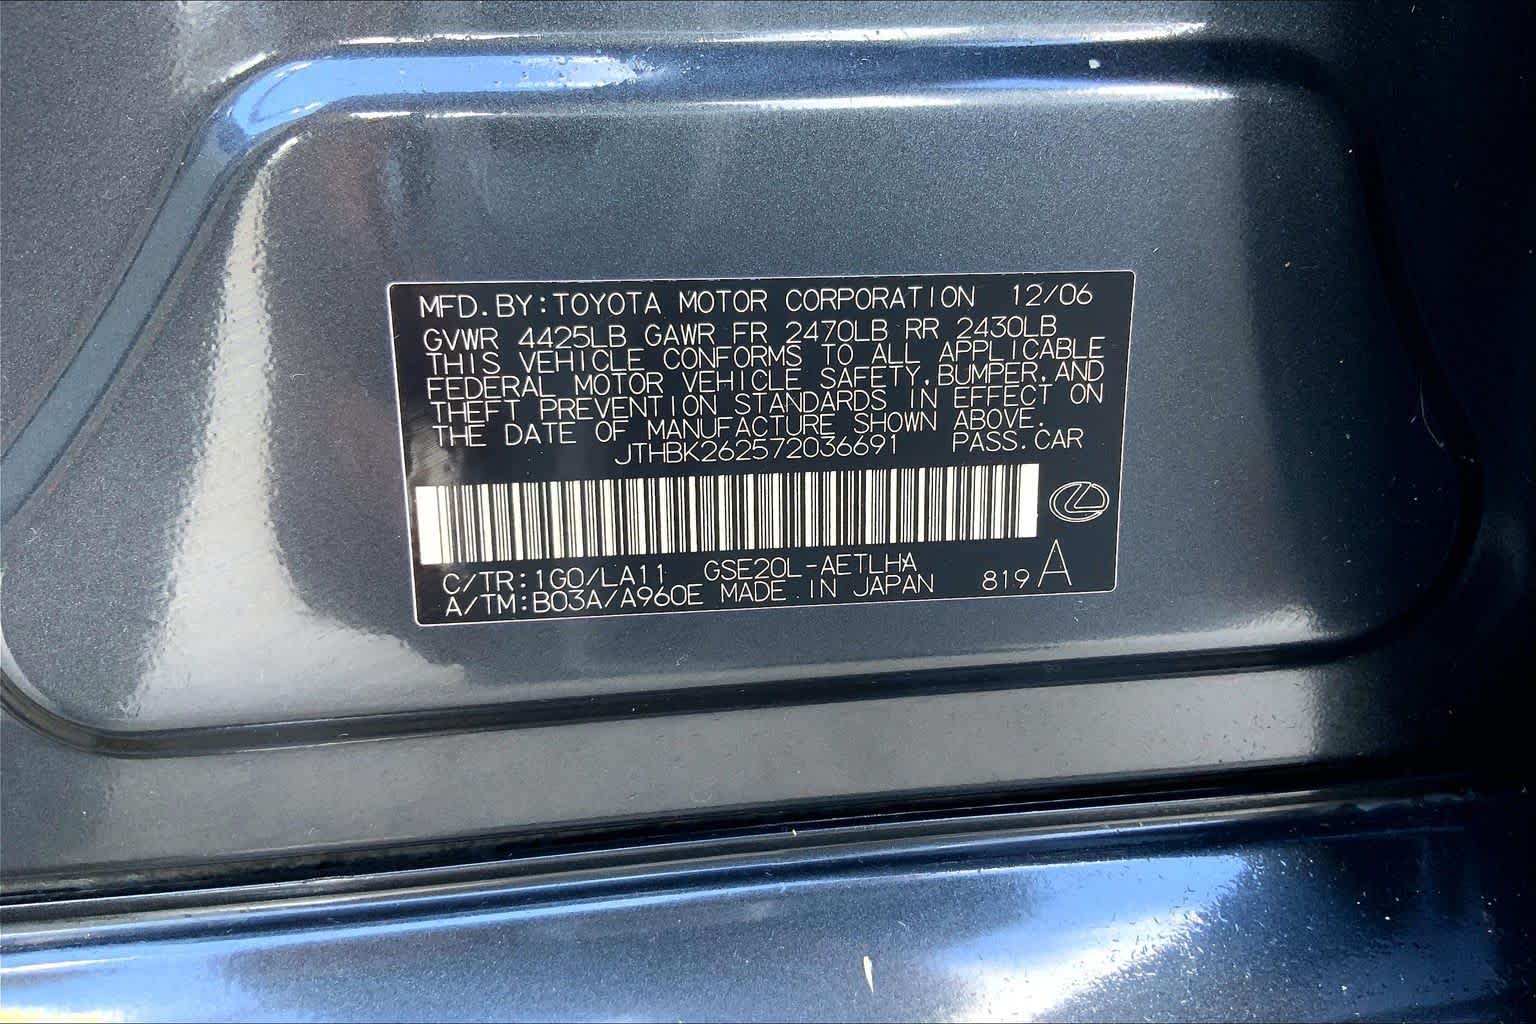 MFD. BY: TOYOTA MOTOR CORPORATION 12/06
GVWR 4425LB GAWR FR 2470LB RR 2430LB
THIS VEHICLE CONFORMS TO ALL APPLICABLE
FEDERAL MOTOR VEHICLE SAFETY, BUMPER, AND
THEFT PREVENTION STANDARDS IN EFFECT ON
THE DATE OF MANUFACTURE SHOWN ABOVE.
JTHBK262572036691 PASS. CAR
C/TR: 1G0/LA11 GSE20L-AETLHA
A/TM: B03A/A960E MADE IN JAPAN 819 A